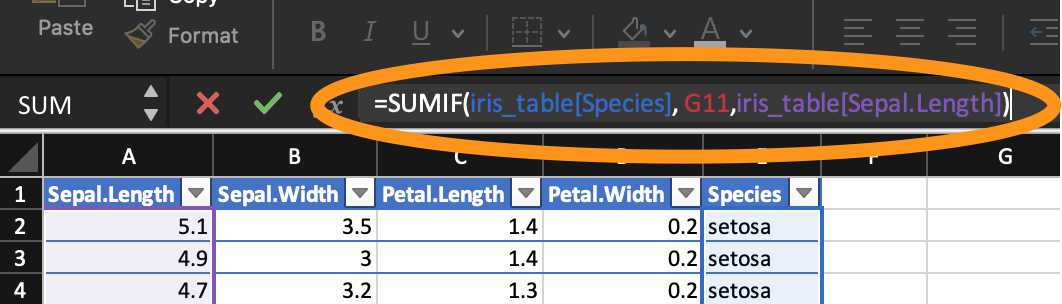 Copy
Paste
Format
B I U A
SUM x =SUMIF(iris_table[Species], G11,iris_table[Sepal.Length])
A B C D E F G
1 Sepal.Length Sepal.Width Petal.Length Petal.Width Species
2 5.1 3.5 1.4 0.2 setosa
3 4.9 3 1.4 0.2 setosa
4 4.7 3.2 1.3 0.2 setosa